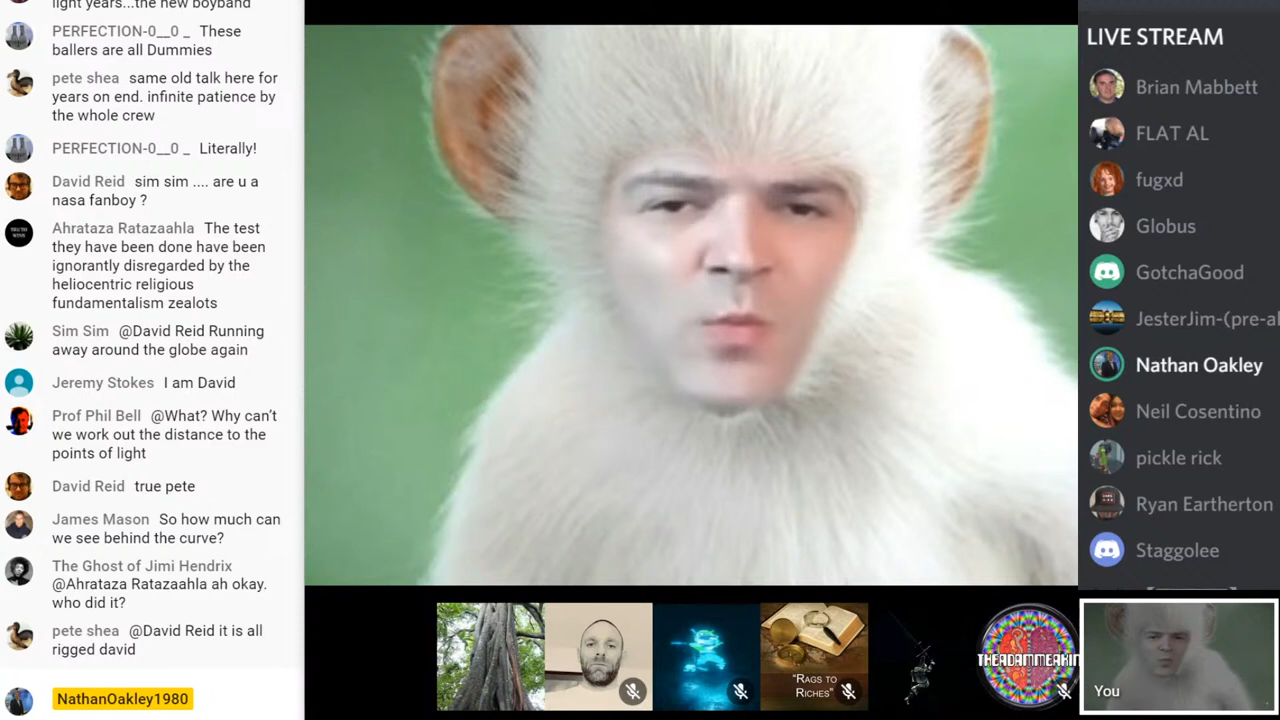 light years...the new boyband
PERFECTION-0__0 _ These
ballers are all Dummies
pete shea same old talk here for
years on end. infinite patience by
the whole crew
PERFECTION-0__0 _ Literally!
David Reid sim sim .... are u a
nasa fanboy ?
Ahrataza Ratazaahla The test
they have been done have been
ignorantly disregarded by the
heliocentric religious
fundamentalism zealots
Sim Sim @David Reid Running
away around the globe again
Jeremy Stokes I am David
Prof Phil Bell @What? Why can't
we work out the distance to the
points of light
David Reid true pete
James Mason So how much can
we see behind the curve?
The Ghost of Jimi Hendrix
@Ahrataza Ratazaahla ah okay.
who did it?
pete shea @David Reid it is all
rigged david
NathanOakley1980
"RAGS TO
RICHES"
THEADAMMEAKIN
LIVE STREAM
Brian Mabbett
FLAT AL
fugxd
Globus
GotchaGood
JesterJim-(pre-al
Nathan Oakley
Neil Cosentino
pickle rick
Ryan Eartherton
Staggolee
You